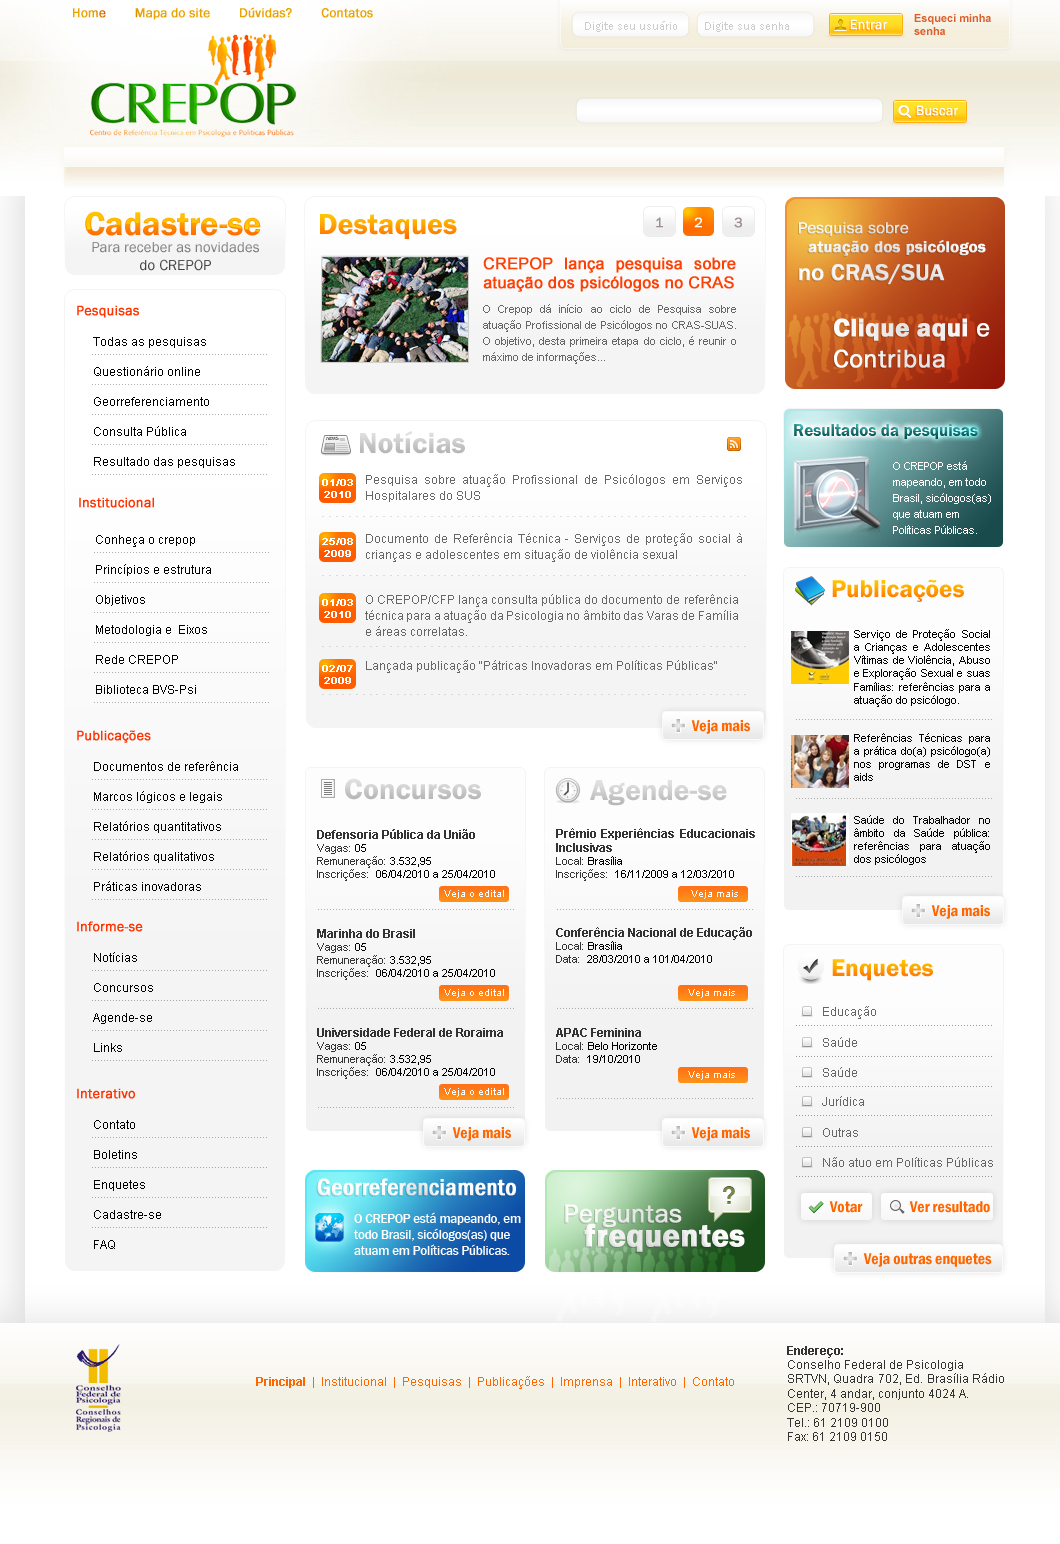 Home
Mapa do site
Dúvidas?
Contatos
Digite seu usuário
Digite sua senha
Entrar
Esqueci minha
senha
CREPOP
Centro de Referência Técnica em Psicologia e Políticas Públicas
Buscar
Cadastre-se
Para receber as novidades
do CREPOP
Pesquisas
Todas as pesquisas
Questionário online
Georreferenciamento
Consulta Pública
Resultado das pesquisas
Institucional
Conheça o crepop
Princípios e estrutura
Objetivos
Metodologia e Eixos
Rede CREPOP
Biblioteca BVS-Psi
Publicações
Documentos de referência
Marcos lógicos e legais
Relatórios quantitativos
Relatórios qualitativos
Práticas inovadoras
Informe-se
Notícias
Concursos
Agende-se
Links
Interativo
Contato
Boletins
Enquetes
Cadastre-se
FAQ
Destaques
1
2
3
CREPOP lança pesquisa sobre
atuação dos psicólogos no CRAS
O Crepop dá início ao ciclo de Pesquisa sobre
atuação Profissional de Psicólogos no CRAS-SUAS.
O objetivo, desta primeira etapa do ciclo, é reunir o
máximo de informações...
Notícias
01/03
2010
Pesquisa sobre atuação Profissional de Psicólogos em Serviços
Hospitalares do SUS
25/08
2009
Documento de Referência Técnica - Serviços de proteção social à
crianças e adolescentes em situação de violência sexual
01/03
2010
O CREPOP/CFP lança consulta pública do documento de referência
técnica para a atuação da Psicologia no âmbito das Varas de Família
e áreas correlatas.
02/07
2009
Lançada publicação "Pátricas Inovadoras em Políticas Públicas"
Veja mais
Concursos
Defensoria Pública da União
Vagas: 05
Remuneração: 3.532,95
Inscrições: 06/04/2010 a 25/04/2010
Veja o edital
Marinha do Brasil
Vagas: 05
Remuneração: 3.532,95
Inscrições: 06/04/2010 a 25/04/2010
Veja o edital
Universidade Federal de Roraima
Vagas: 05
Remuneração: 3.532,95
Inscrições: 06/04/2010 a 25/04/2010
Veja o edital
Veja mais
Agende-se
Prémio Experiências Educacionais
Inclusivas
Local: Brasília
Inscrições: 16/11/2009 a 12/03/2010
Veja mais
Conferência Nacional de Educação
Local: Brasília
Data: 28/03/2010 a 101/04/2010
Veja mais
APAC Feminina
Local: Belo Horizonte
Data: 19/10/2010
Veja mais
Veja mais
Georreferenciamento
O CREPOP está mapeando, em
todo Brasil, sicólogos(as) que
atuam em Políticas Públicas.
?
Perguntas
frequentes
Pesquisa sobre
atuação dos psicólogos
no CRAS/SUA
Clique aqui e
Contribua
Resultados da pesquisas
O CREPOP está
mapeando, em todo
Brasil, sicólogos(as)
que atuam em
Políticas Públicas.
Publicações
Serviço de Proteção Social
a Crianças e Adolescentes
Vítimas de Violência, Abuso
e Exploração Sexual e suas
Famílias: referências para a
atuação do psicólogo.
Referências Técnicas para
a prática do(a) psicólogo(a)
nos programas de DST e
aids
Saúde do Trabalhador no
âmbito da Saúde pública:
referências para atuação
dos psicólogos
Veja mais
Enquetes
Educação
Saúde
Saúde
Jurídica
Outras
Não atuo em Políticas Públicas
Votar
Ver resultado
Veja outras enquetes
Conselho
Federal de
Psicologia
Conselhos
Regionais de
Psicologia
Principal | Institucional | Pesquisas | Publicações | Imprensa | Interativo | Contato
Endereço:
Conselho Federal de Psicologia
SRTVN, Quadra 702, Ed. Brasília Rádio
Center, 4 andar, conjunto 4024 A.
CEP.: 70719-900
Tel.: 61 2109 0100
Fax: 61 2109 0150